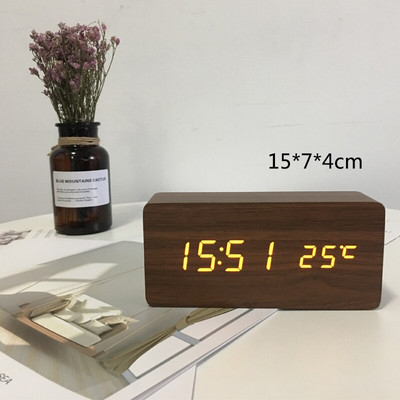 15*7*4cm
BLUE MOUNTAINS CACTUS
15:51 25℃